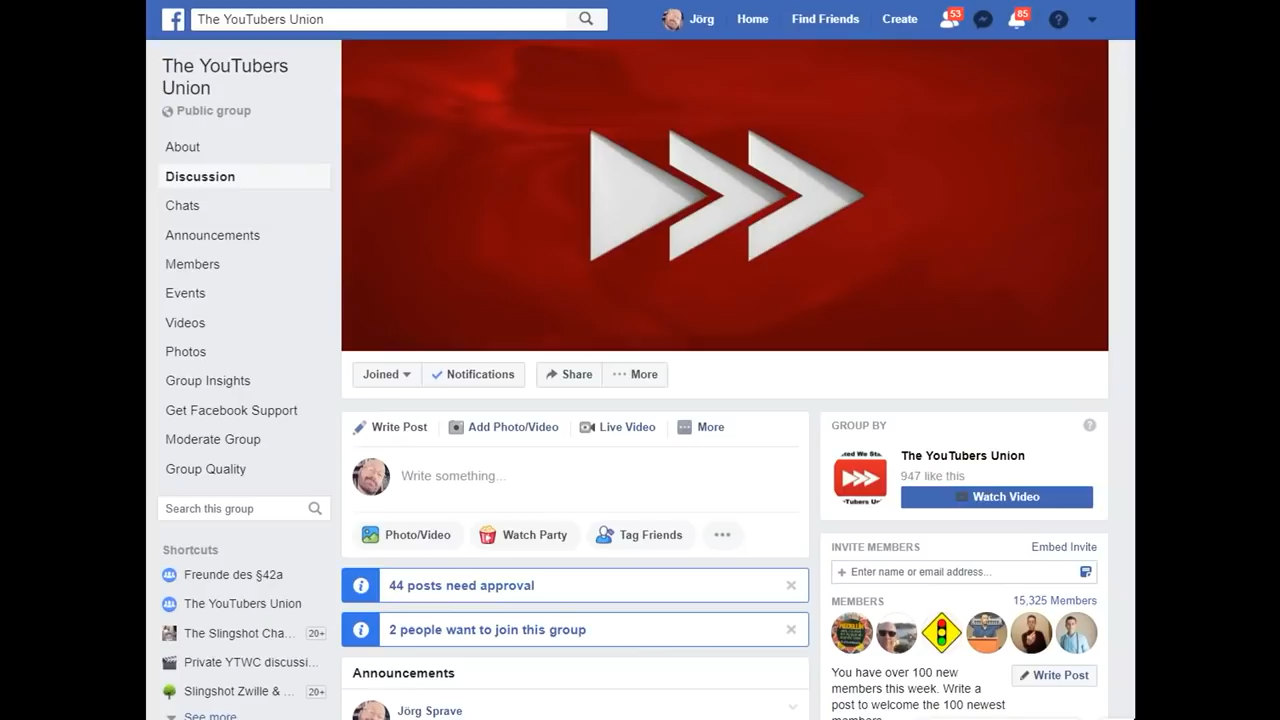 The YouTubers Union
Jörg
Home
Find Friends
Create
53
85
The YouTubers
Union
Public group
About
Discussion
Chats
Announcements
Members
Events
Videos
Photos
Group Insights
Get Facebook Support
Moderate Group
Group Quality
Search this group
Shortcuts
Freunde des §42a
The YouTubers Union
The Slingshot Cha... 20+
Private YTWC discussi...
Slingshot Zwille & ... 20+
See more
Joined
Notifications
Share
More
Write Post
Add Photo/Video
Live Video
More
Write something...
Photo/Video
Watch Party
Tag Friends
44 posts need approval
2 people want to join this group
Announcements
Jörg Sprave
GROUP BY
The YouTubers Union
947 like this
Watch Video
INVITE MEMBERS
Embed Invite
+ Enter name or email address...
MEMBERS
15,325 Members
You have over 100 new
members this week. Write a
post to welcome the 100 newest
Write Post